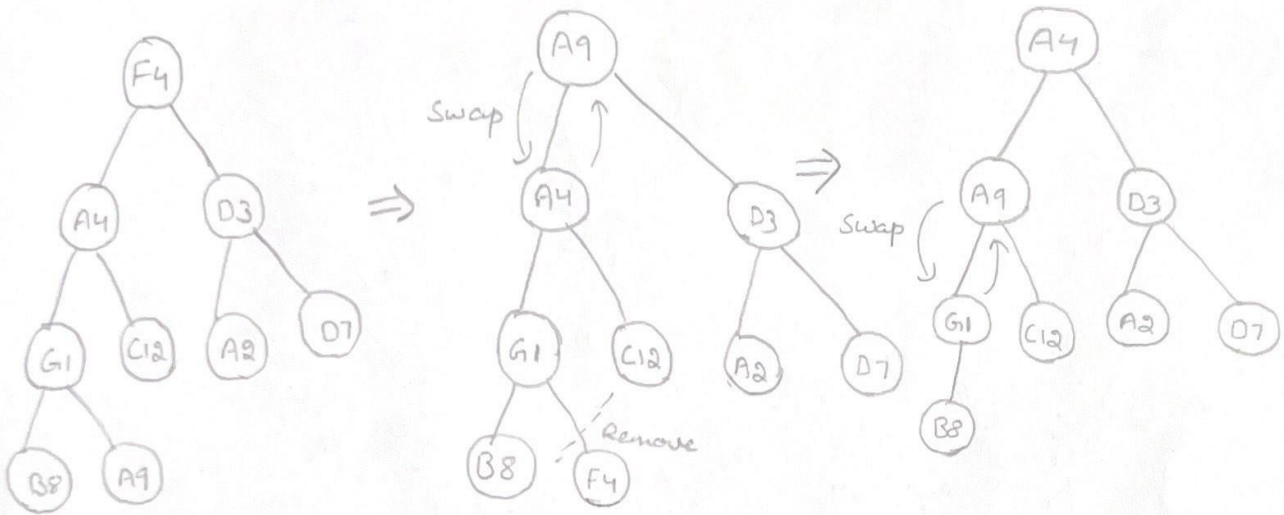 F4
A4
D3
G1
C12
A2
D7
B8
A9
⇒
A9
Swap
A4
D3
G1
C12
A2
D7
Remove
B8
F4
⇒
A4
A9
D3
Swap
G1
C12
A2
D7
B8